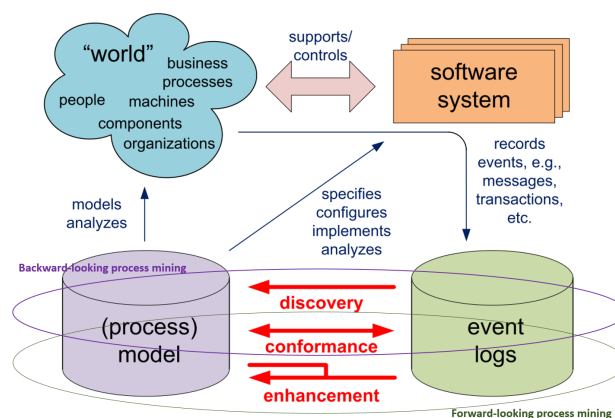 “world”
business
processes
people
machines
components
organizations
supports/
controls
software
system
records
events, e.g.,
messages,
transactions,
etc.
models
analyzes
specifies
configures
implements
analyzes
Backward-looking process mining
discovery
(process)
model
conformance
event
logs
enhancement
Forward-looking process mining